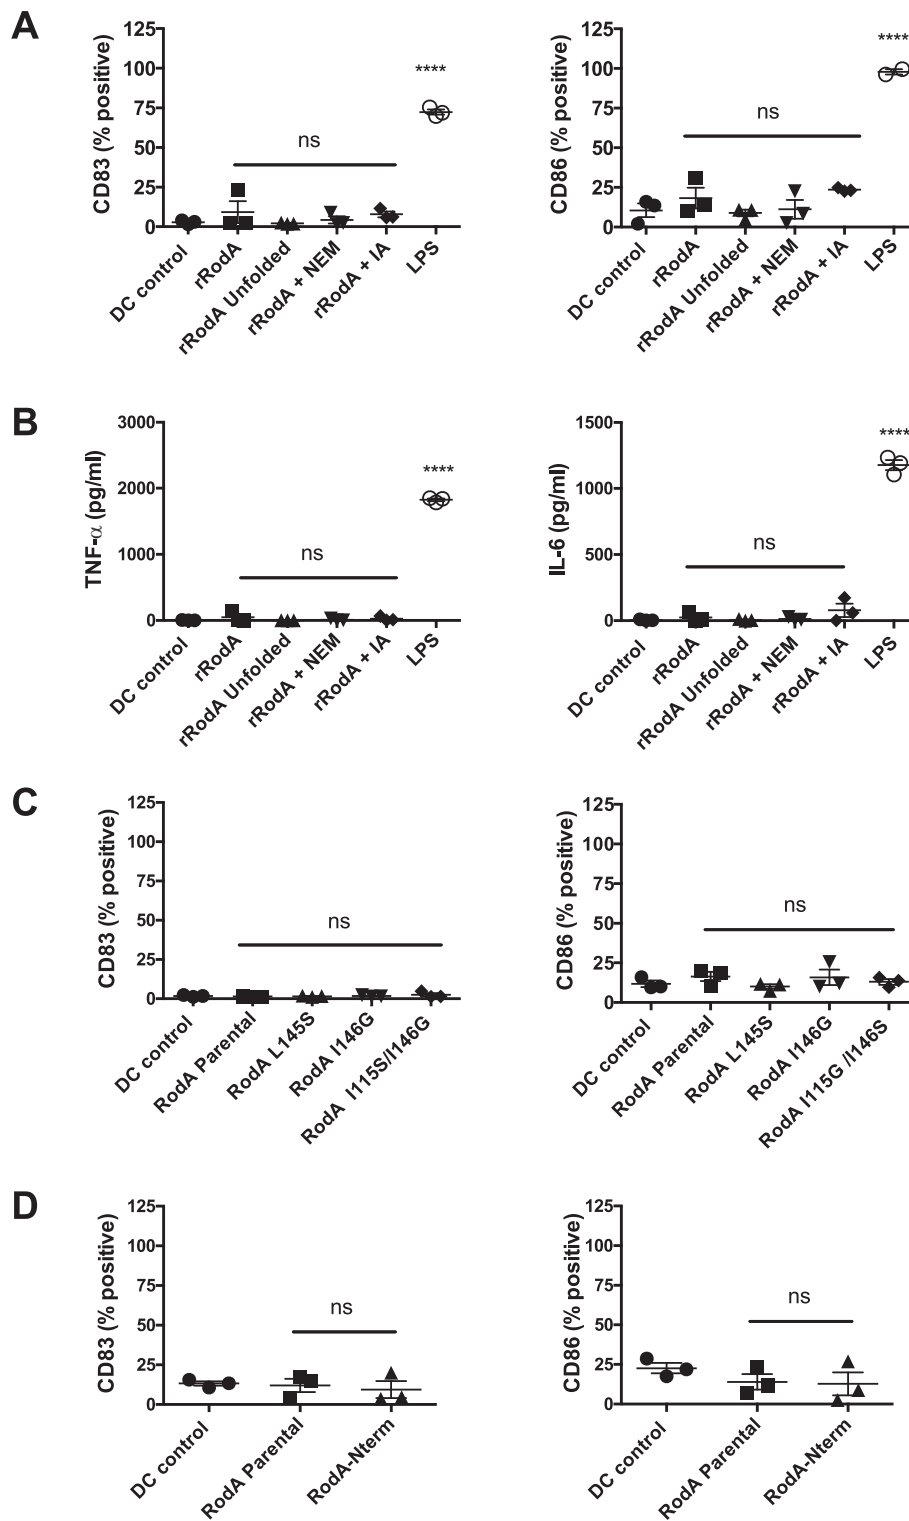 A
CD83 (% positive)
125
100
75
50
25
0
ns
****
DC control
rRodA
rRodA Unfolded
rRodA + NEM
rRodA + IA
LPS
CD86 (% positive)
125
100
75
50
25
0
ns
****
DC control
rRodA
rRodA Unfolded
rRodA + NEM
rRodA + IA
LPS
B
TNF-α (pg/ml)
3000
2000
1000
0
ns
****
DC control
rRodA
rRodA Unfolded
rRodA + NEM
rRodA + IA
LPS
IL-6 (pg/ml)
1500
1000
500
0
ns
****
DC control
rRodA
rRodA Unfolded
rRodA + NEM
rRodA + IA
LPS
C
CD83 (% positive)
125
100
75
50
25
0
ns
DC control
RodA Parental
RodA L145S
RodA I146G
RodA I115S/I146G
CD86 (% positive)
125
100
75
50
25
0
ns
DC control
RodA Parental
RodA L145S
RodA I146G
RodA I115G /I146S
D
CD83 (% positive)
125
100
75
50
25
0
ns
DC control
RodA Parental
RodA-Nterm
CD86 (% positive)
125
100
75
50
25
0
ns
DC control
RodA Parental
RodA-Nterm